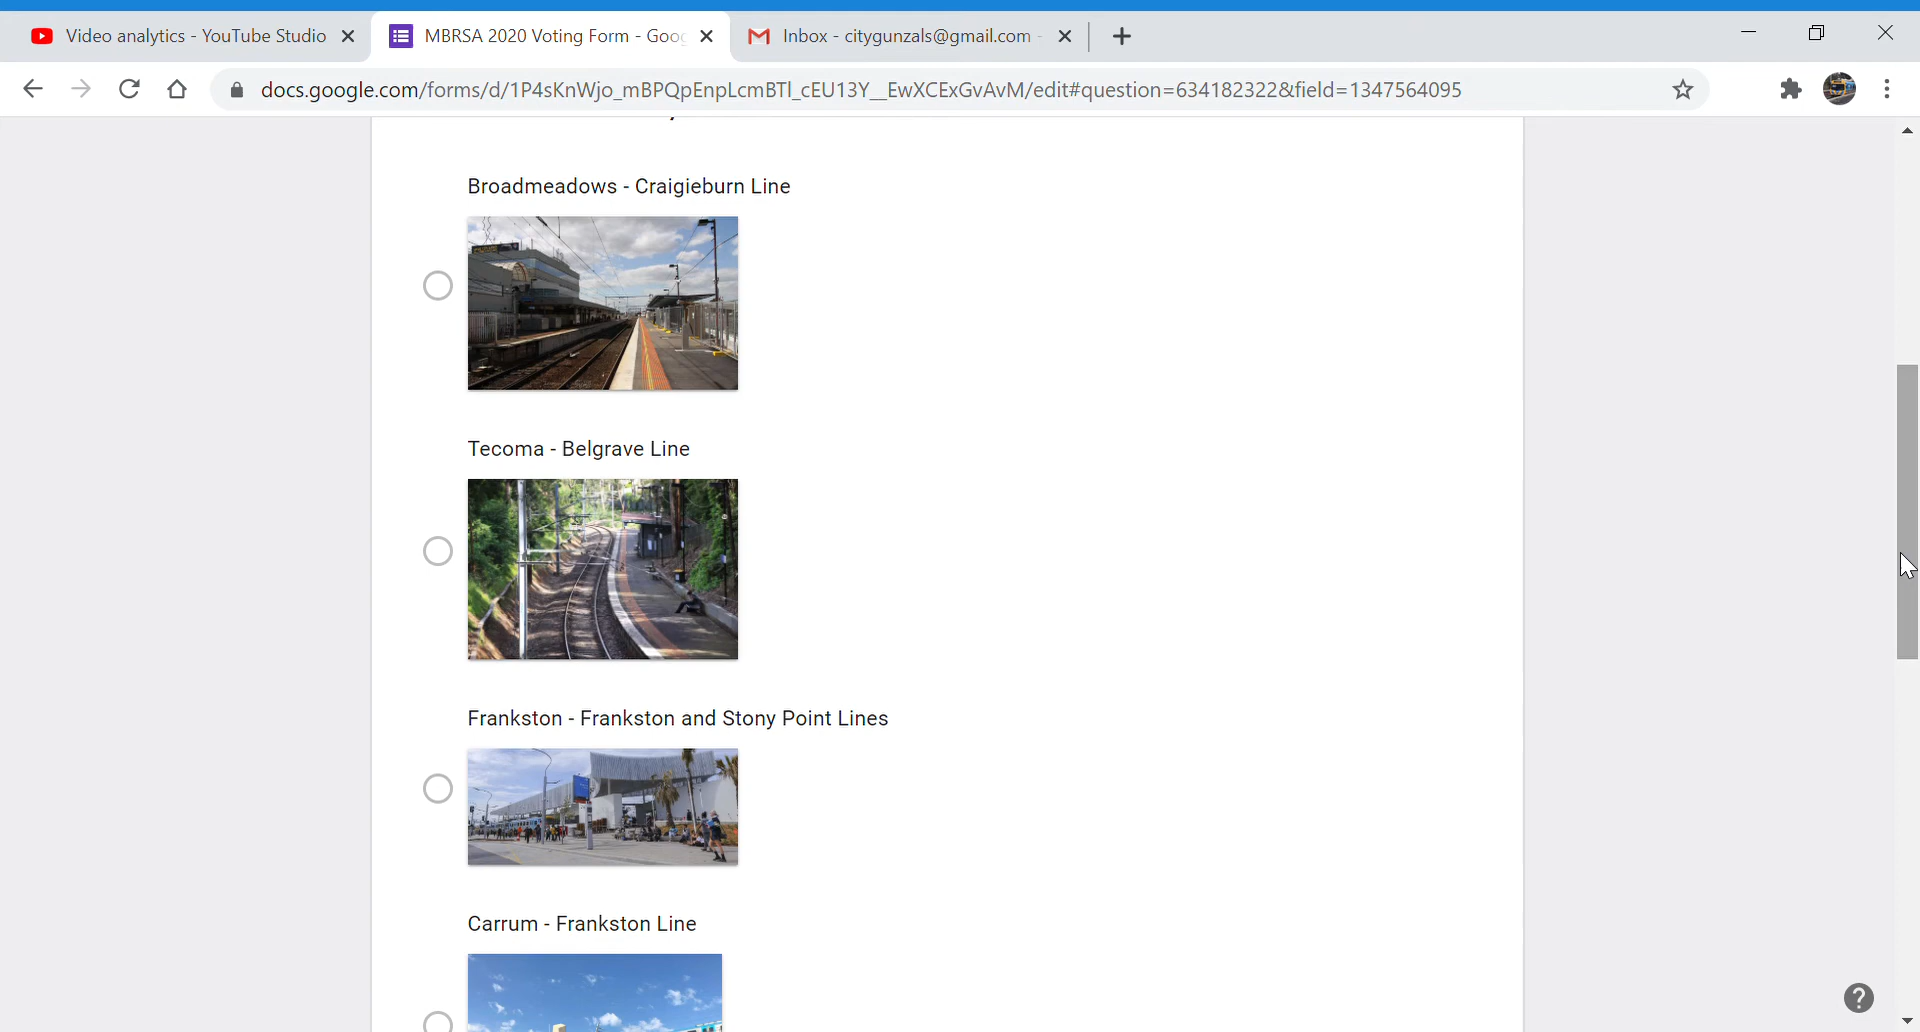 Video analytics - YouTube Studio
MBRSA 2020 Voting Form - Goog
Inbox - citygunzals@gmail.com -
docs.google.com/forms/d/1P4sKnWjo_mBPQpEnpLcmBTl_cEU13Y__EwXCExGvAvM/edit#question=634182322&field=1347564095
Broadmeadows - Craigieburn Line
Tecoma - Belgrave Line
Frankston - Frankston and Stony Point Lines
Carrum - Frankston Line